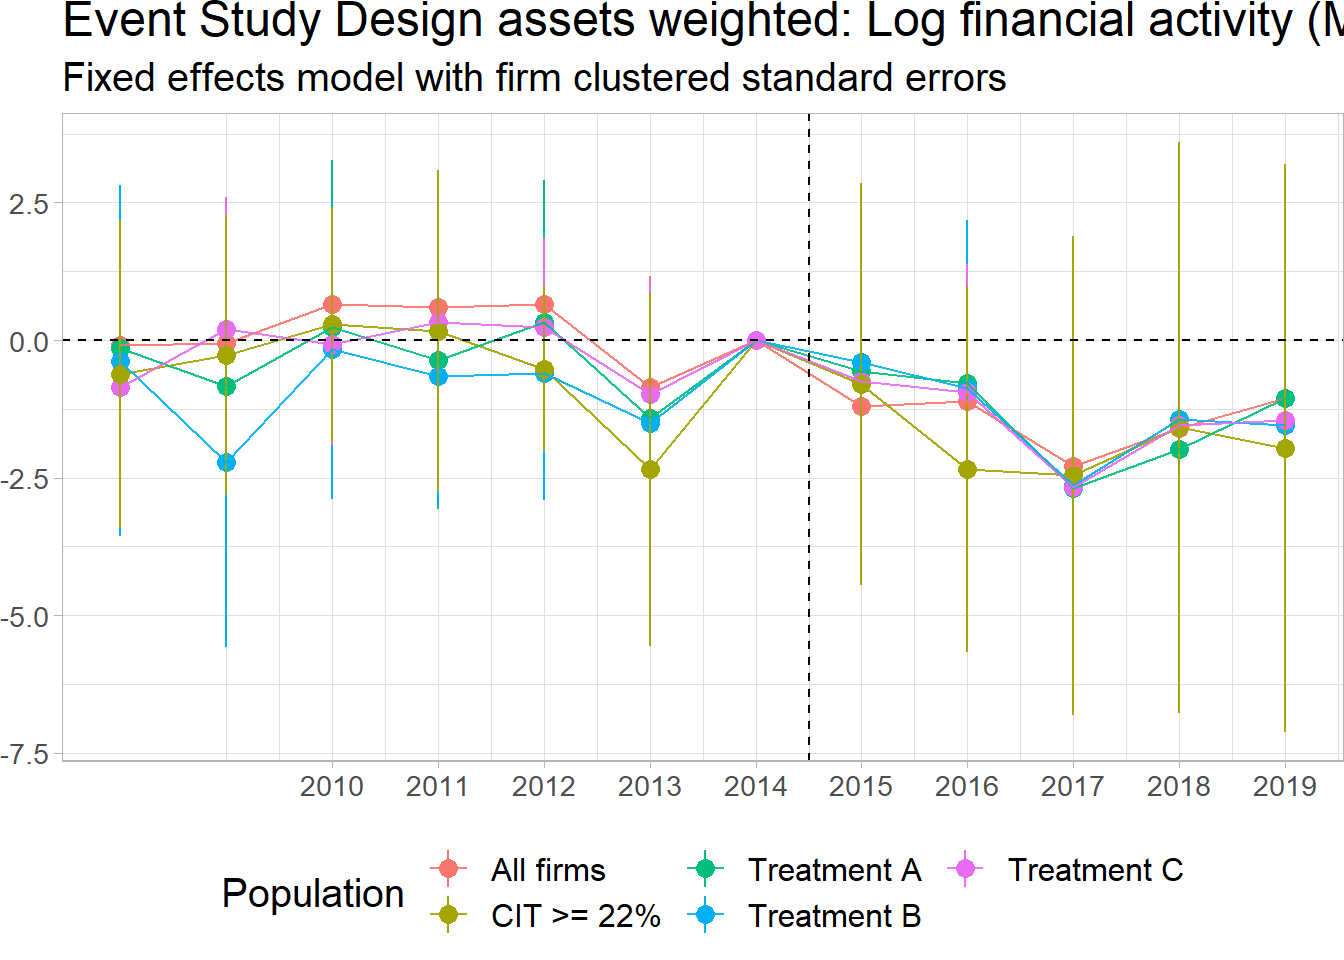 Event Study Design assets weighted: Log financial activity (M
Fixed effects model with firm clustered standard errors
2.5
0.0
-2.5
-5.0
-7.5
2010 2011 2012 2013 2014 2015 2016 2017 2018 2019
Population
All firms Treatment A Treatment C
CIT >= 22% Treatment B